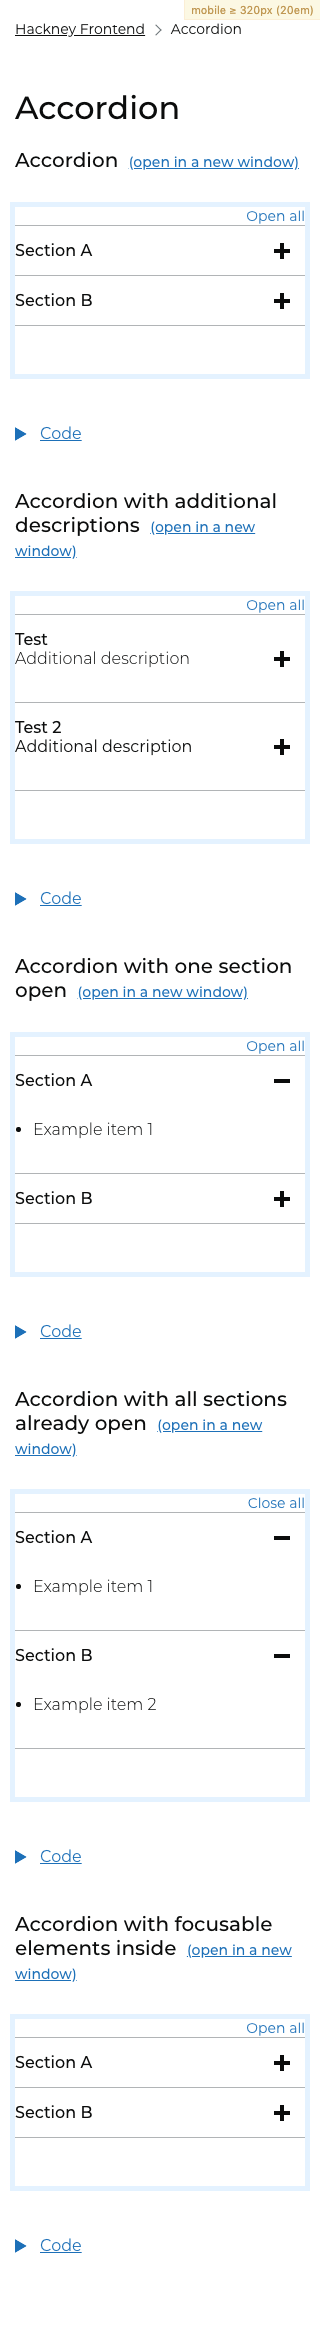 mobile ≥ 320px (20em)
Hackney Frontend > Accordion
Accordion
Accordion (open in a new window)
Open all
Section A
Section B
Code
Accordion with additional
descriptions (open in a new
window)
Open all
Test
Additional description
Test 2
Additional description
Code
Accordion with one section
open (open in a new window)
Open all
Section A
• Example item 1
Section B
Code
Accordion with all sections
already open (open in a new
window)
Close all
Section A
• Example item 1
Section B
• Example item 2
Code
Accordion with focusable
elements inside (open in a new
window)
Open all
Section A
Section B
Code